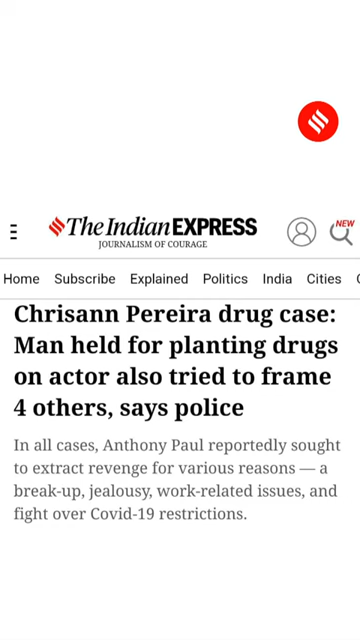 The Indian EXPRESS
JOURNALISM OF COURAGE
NEW
Home Subscribe Explained Politics India Cities
Chrisann Pereira drug case:
Man held for planting drugs
on actor also tried to frame
4 others, says police
In all cases, Anthony Paul reportedly sought
to extract revenge for various reasons — a
break-up, jealousy, work-related issues, and
fight over Covid-19 restrictions.